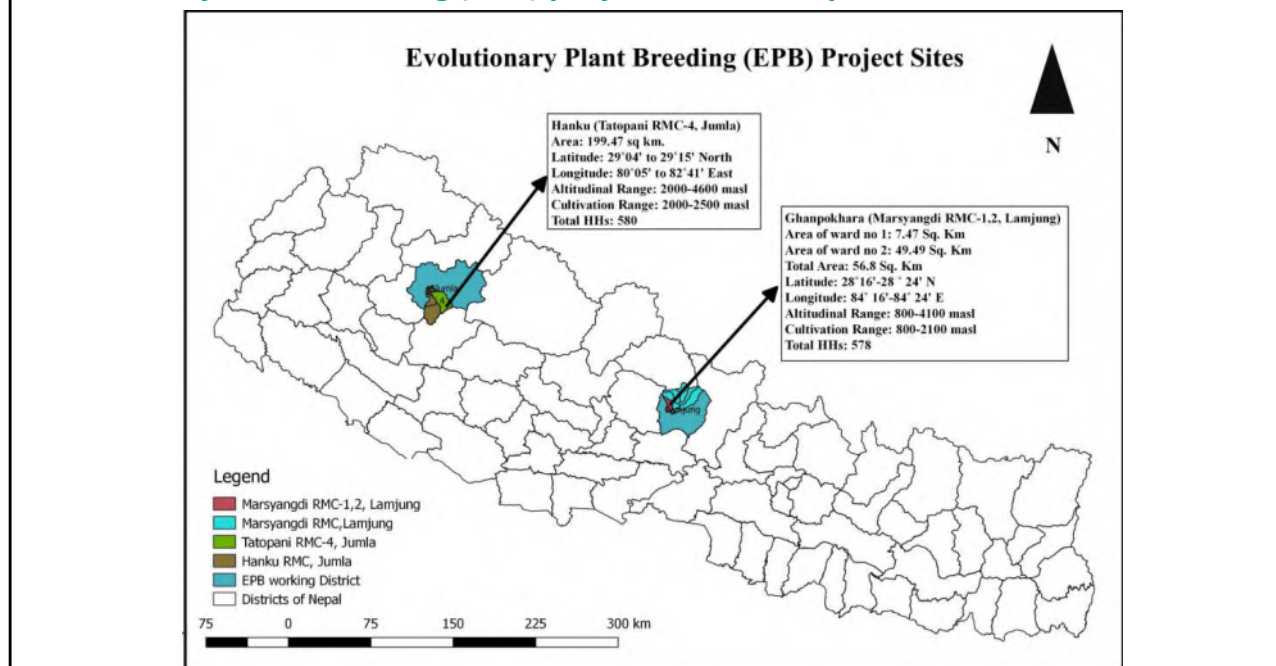 Evolutionary Plant Breeding (EPB) Project Sites
N
Hanku (Tatopani RMC-4, Jumla)
Area: 199.47 sq km.
Latitude: 29°04' to 29°15' North
Longitude: 80°05' to 82°41' East
Altitudinal Range: 2000-4600 masl
Cultivation Range: 2000-2500 masl
Total HHs: 580
Ghanpokhara (Marsyangdi RMC-1,2, Lamjung)
Area of ward no 1: 7.47 Sq. Km
Area of ward no 2: 49.49 Sq. Km
Total Area: 56.8 Sq. Km
Latitude: 28°16'-28 ° 24' N
Longitude: 84° 16'-84° 24' E
Altitudinal Range: 800-4100 masl
Cultivation Range: 800-2100 masl
Total HHs: 578
Jumla
4
Lamjung
Legend
Marsyangdi RMC-1,2, Lamjung
Marsyangdi RMC,Lamjung
Tatopani RMC-4, Jumla
Hanku RMC, Jumla
EPB working District
Districts of Nepal
75 0 75 150 225 300 km